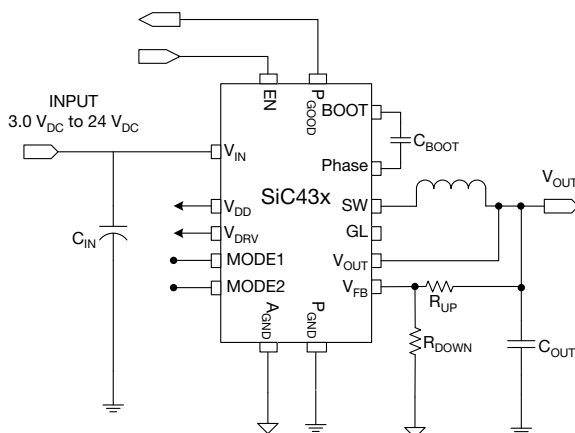 INPUT
3.0 VDC to 24 VDC
EN
PGOOD
BOOT
CBOOT
VIN
Phase
SiC43x
VOUT
VDD
SW
CIN
VDRV
GL
MODE1
VOUT
MODE2
VFB
RUP
AGND
PGND
RDOWN
COUT